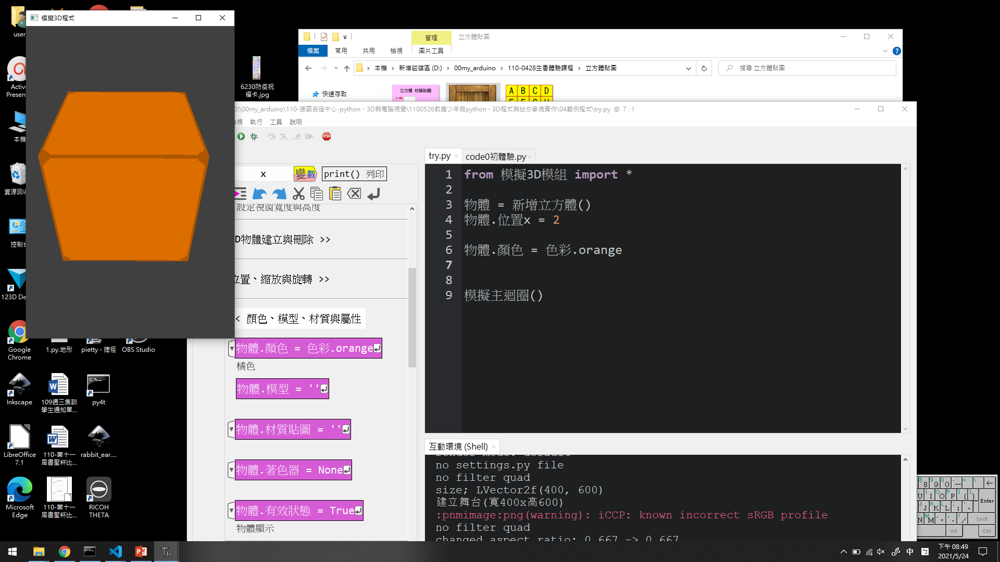 模擬3D程式
user
Active
Presen
本機
資源回收
控制台
123D De
Google
Chrome
1.py.地形
pietty - 捷徑
OBS Studio
Inkscape
109週三集訓
學生通知單...
py4t
LibreOffice
7.1
110-第十一
屆書聖杯比...
rabbit_ear....
Microsoft
Edge
110-第十一
屆書聖杯比...
RICOH
THETA
6230防疫祝
福卡.jpg
管理
立方體貼圖
檔案
常用
共用
檢視
圖片工具
本機 > 新增磁碟區 (D:) > 00my_arduino > 110-0428生香體驗課程 > 立方體貼圖
搜尋 立方體貼圖
快速存取
立方體 材質貼圖
A B C D
D:\00my_arduino\110-建國自造中心-python、3D與電腦視覺\1100526教青少年寫python - 3D程式與迷你麥塊實作\04範例程式\try.py @ 7 : 1
檢視 執行 工具 說明
STOP
x
變數
print() 列印
設定視窗寬度與高度
D物體建立與刪除 >>
位置、縮放與旋轉 >>
< 顏色、模型、材質與屬性
物體.顏色 = 色彩.orange
橘色
物體.模型 = ''
物體.材質貼圖 = ''
物體.著色器 = None
物體.有效狀態 = True
物體顯示
try.py
code0初體驗.py
1 from 模擬3D模組 import *
2
3 物體 = 新增立方體()
4 物體.位置x = 2
5
6 物體.顏色 = 色彩.orange
7
8
9 模擬主迴圈()
互動環境 (Shell)
render mode: default
no settings.py file
no filter quad
size; LVector2f(400, 600)
建立舞台(寬400x高600)
:pnmimage:png(warning): iCCP: known incorrect sRGB profile
no filter quad
changed aspect ratio: 0.667 -> 0.667
Enter
Shift
Alt
Ctrl
中
下午 08:49
2021/5/24